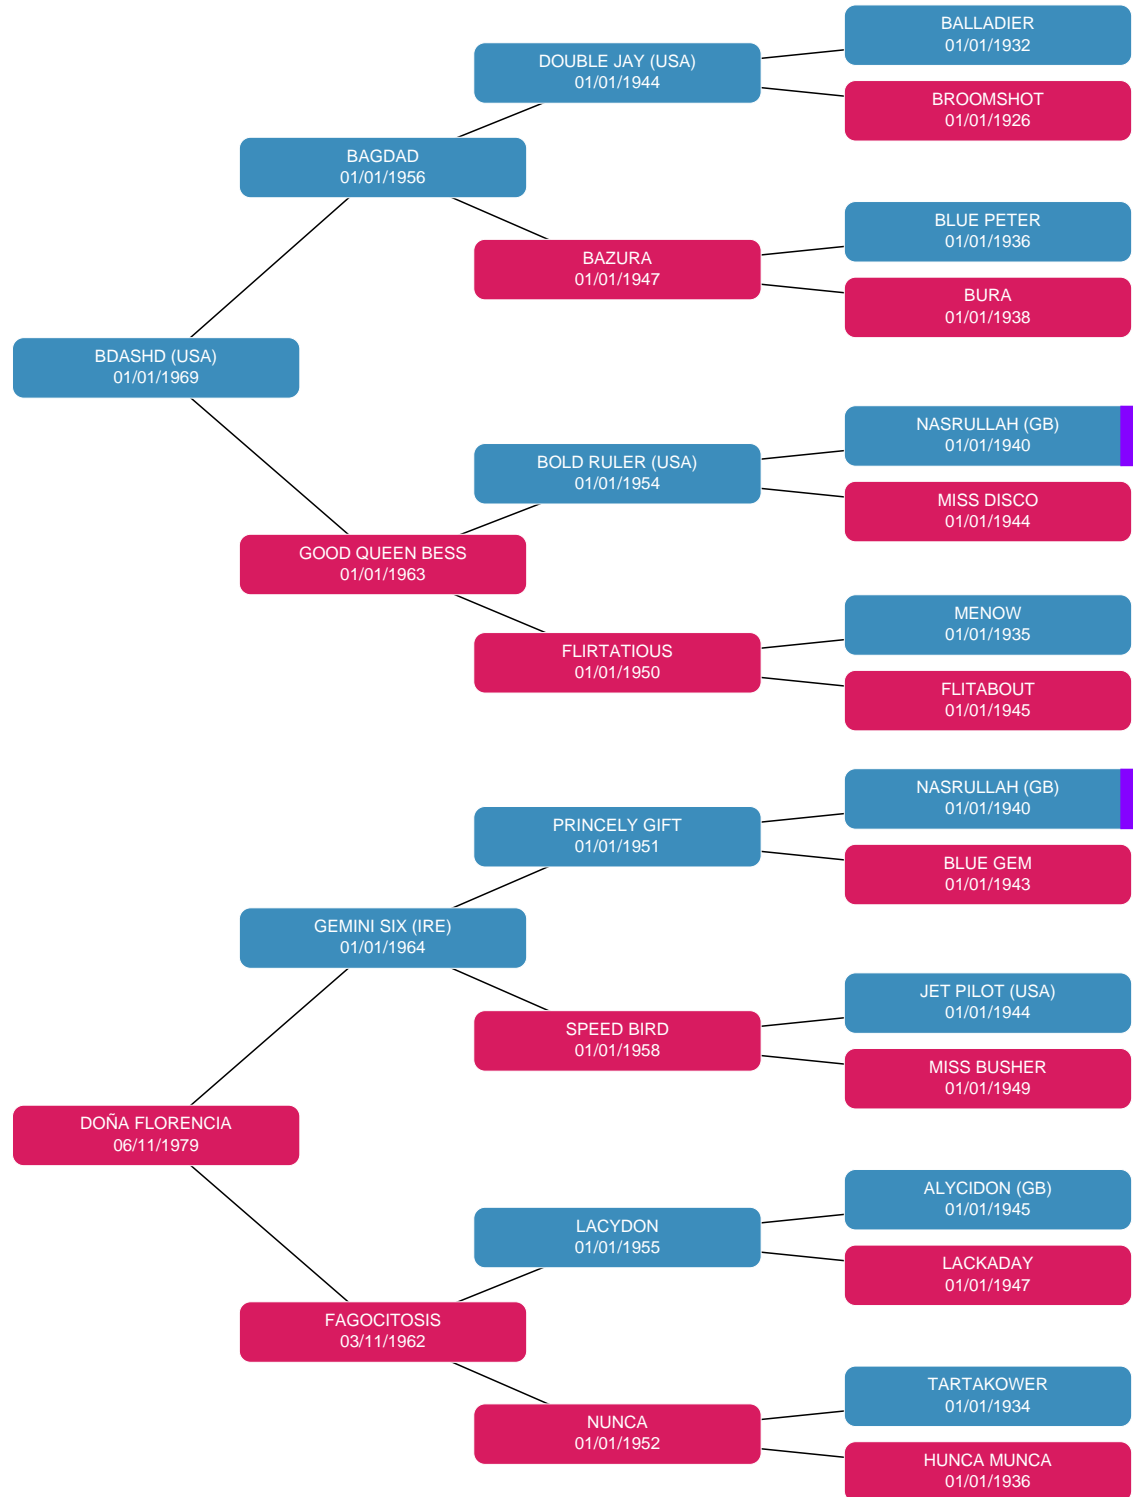 BALLADIER
01/01/1932
DOUBLE JAY (USA)
01/01/1944
BROOMSHOT
01/01/1926
BAGDAD
01/01/1956
BLUE PETER
01/01/1936
BAZURA
01/01/1947
BURA
01/01/1938
BDASHD (USA)
01/01/1969
NASRULLAH (GB)
01/01/1940
BOLD RULER (USA)
01/01/1954
MISS DISCO
01/01/1944
GOOD QUEEN BESS
01/01/1963
MENOW
01/01/1935
FLIRTATIOUS
01/01/1950
FLITABOUT
01/01/1945
NASRULLAH (GB)
01/01/1940
PRINCELY GIFT
01/01/1951
BLUE GEM
01/01/1943
GEMINI SIX (IRE)
01/01/1964
JET PILOT (USA)
01/01/1944
SPEED BIRD
01/01/1958
MISS BUSHER
01/01/1949
DOÑA FLORENCIA
06/11/1979
ALYCIDON (GB)
01/01/1945
LACYDON
01/01/1955
LACKADAY
01/01/1947
FAGOCITOSIS
03/11/1962
TARTAKOWER
01/01/1934
NUNCA
01/01/1952
HUNCA MUNCA
01/01/1936